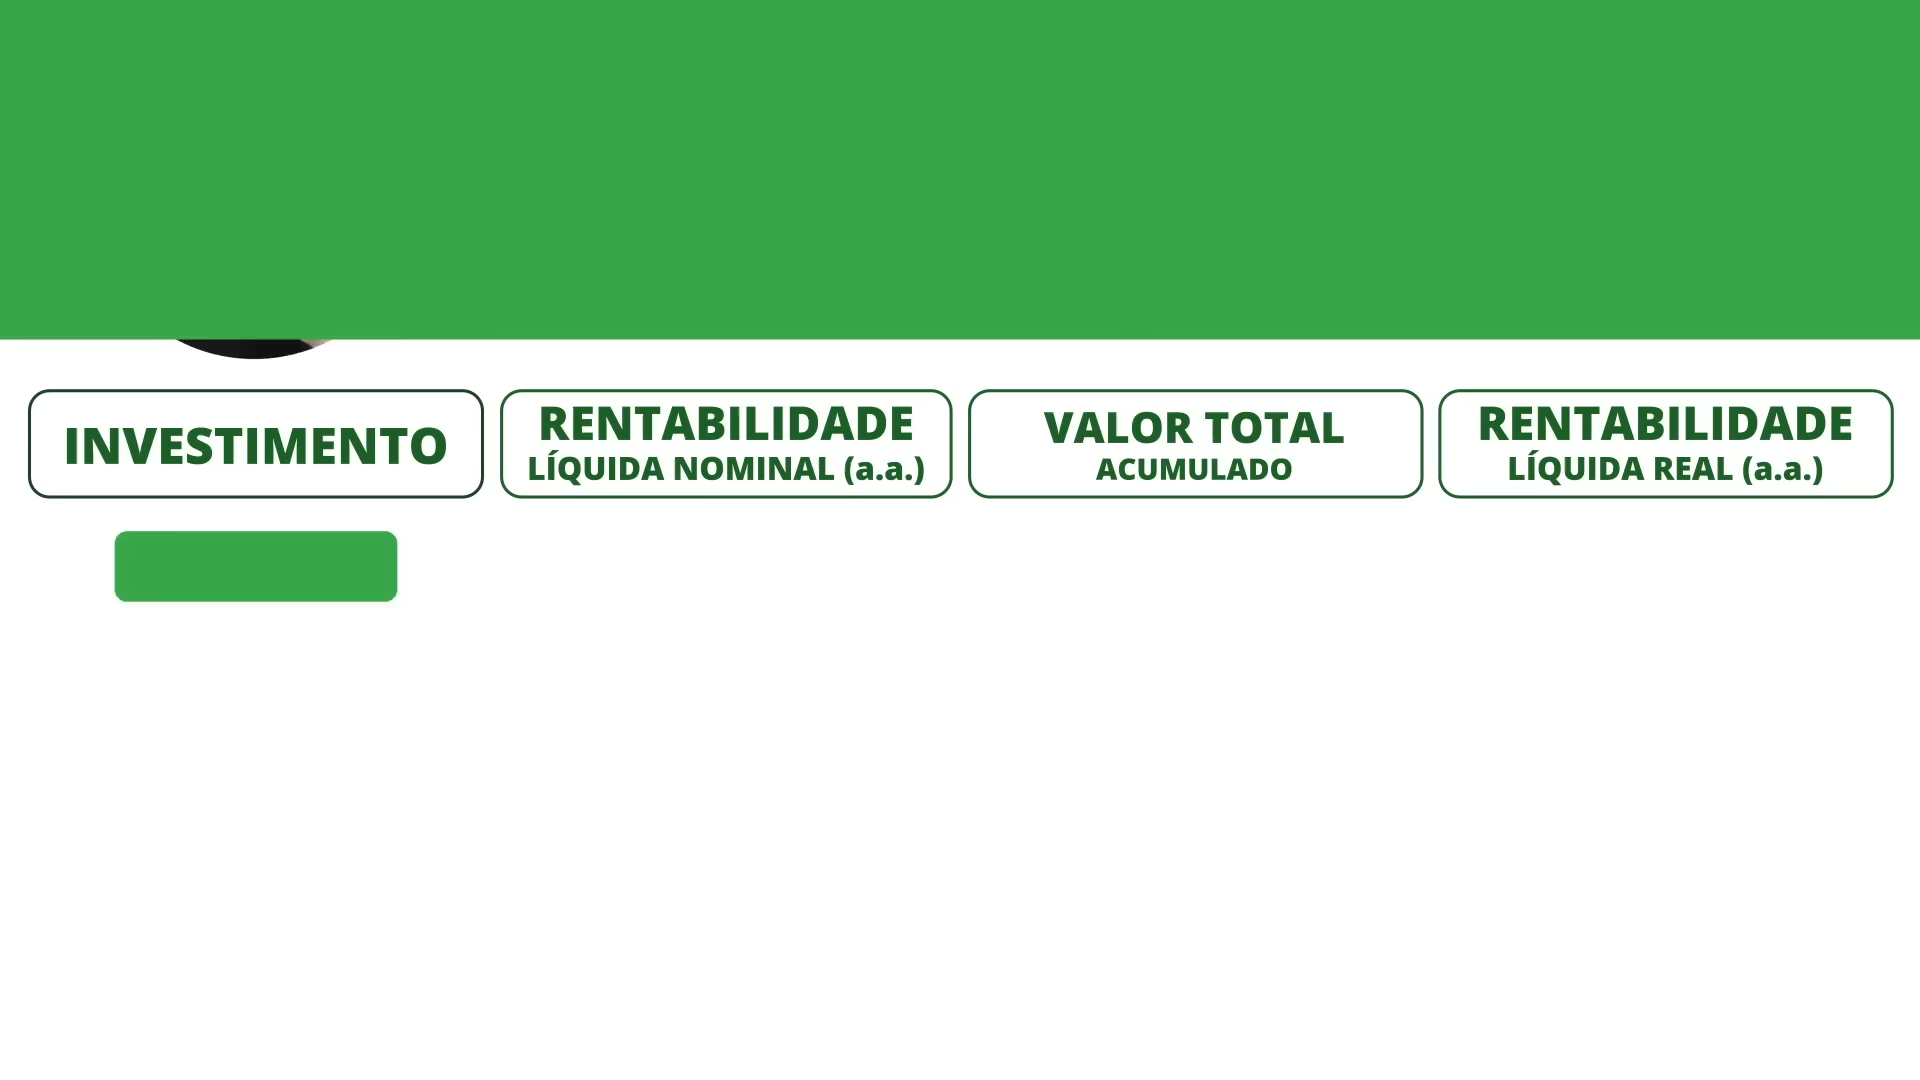 INVESTIMENTO
RENTABILIDADE
LÍQUIDA NOMINAL (a.a.)
VALOR TOTAL
ACUMULADO
RENTABILIDADE
LÍQUIDA REAL (a.a.)